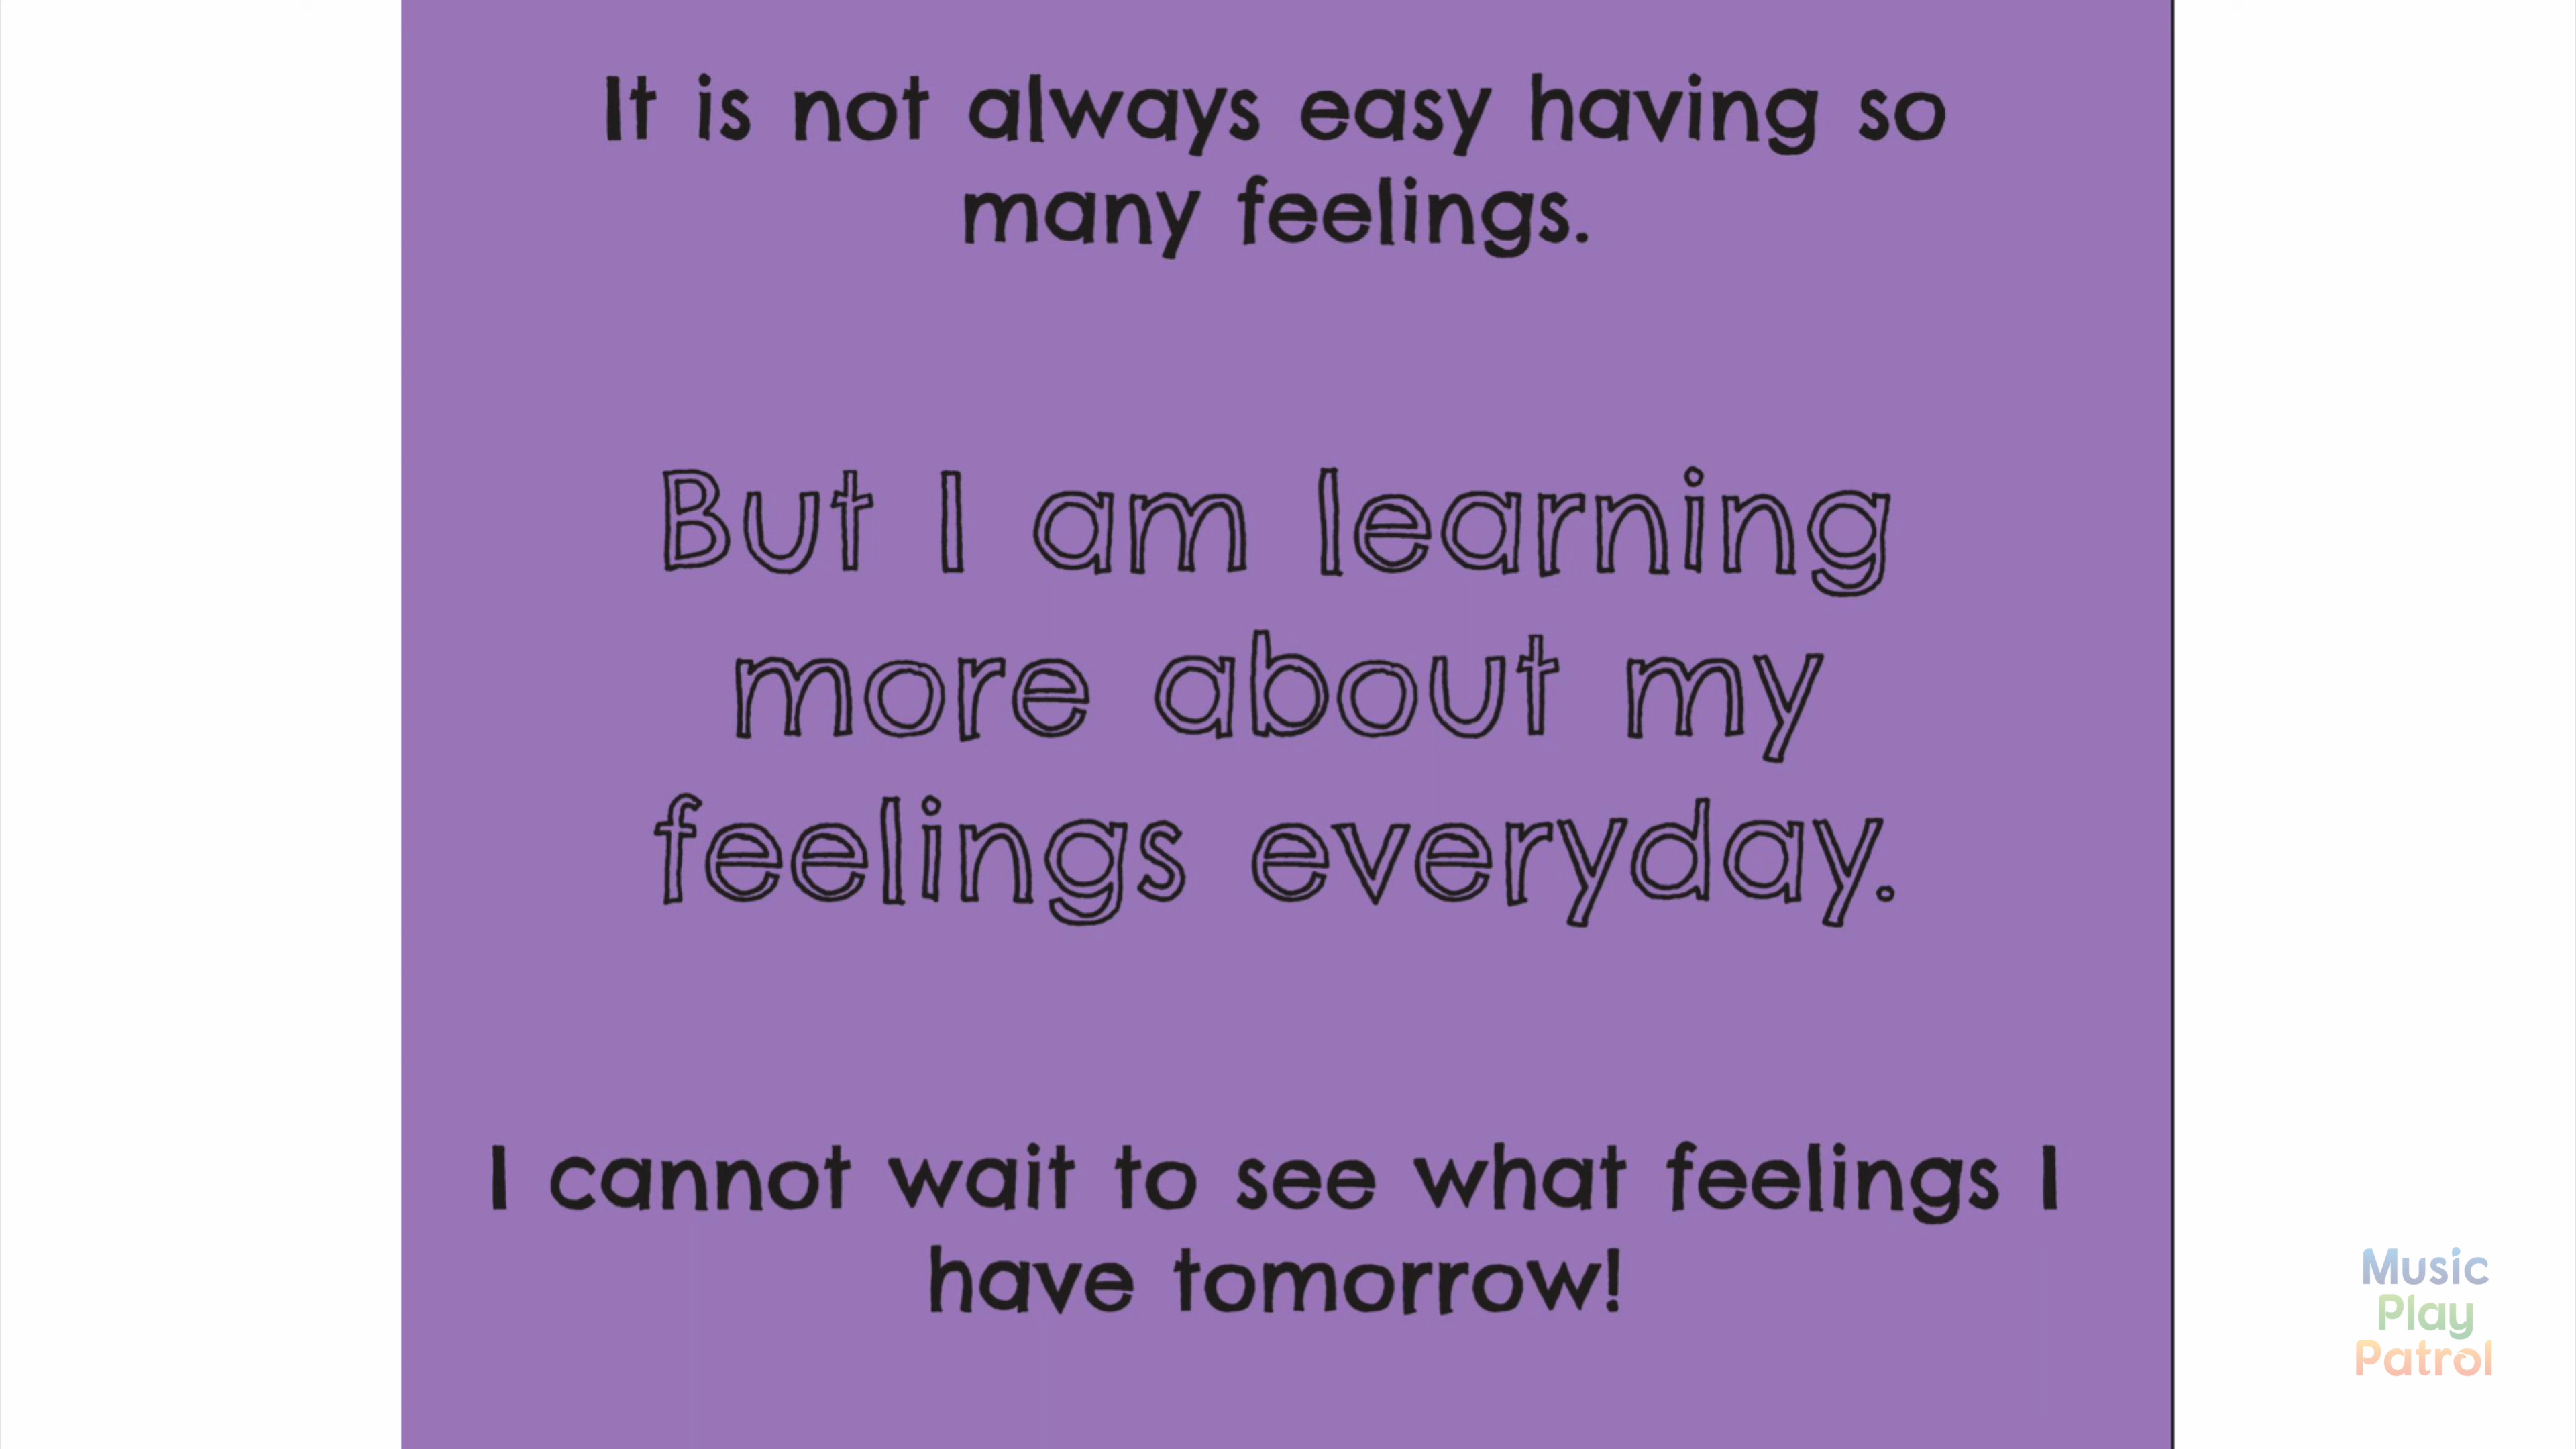 It is not always easy having so
many feelings.
But I am learning
more about my
feelings everyday.
I cannot wait to see what feelings I
have tomorrow!
Music
Play
Patrol